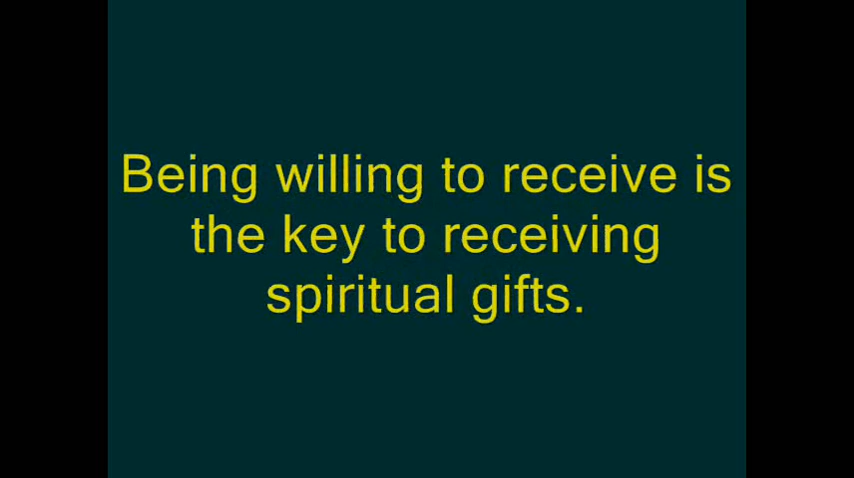 Being willing to receive is
the key to receiving
spiritual gifts.